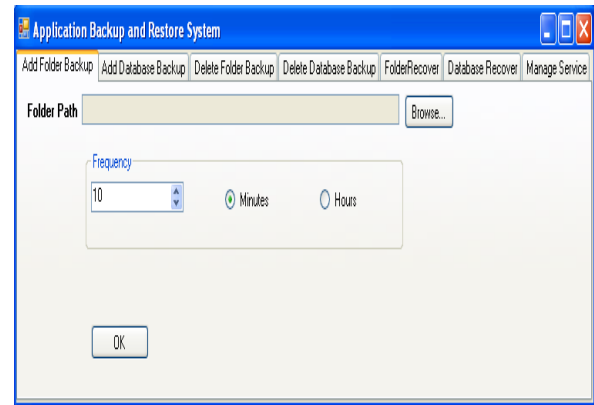 Application Backup and Restore System
Add Folder Backup Add Database Backup Delete Folder Backup Delete Database Backup FolderRecover Database Recover Manage Service
Folder Path Browse...
Frequency
10 Minutes Hours
OK